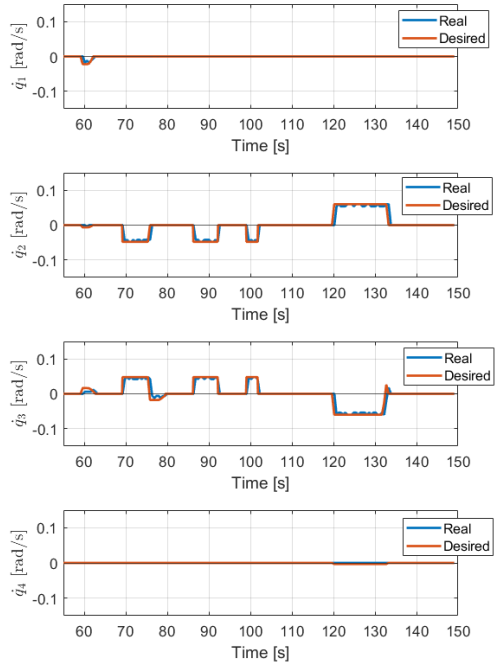 0.1
Real
Desired
0
-0.1
q̇₁ [rad/s]
60 70 80 90 100 110 120 130 140 150
Time [s]
0.1
Real
Desired
0
-0.1
q̇₂ [rad/s]
60 70 80 90 100 110 120 130 140 150
Time [s]
0.1
Real
Desired
0
-0.1
q̇₃ [rad/s]
60 70 80 90 100 110 120 130 140 150
Time [s]
0.1
Real
Desired
0
-0.1
q̇₄ [rad/s]
60 70 80 90 100 110 120 130 140 150
Time [s]